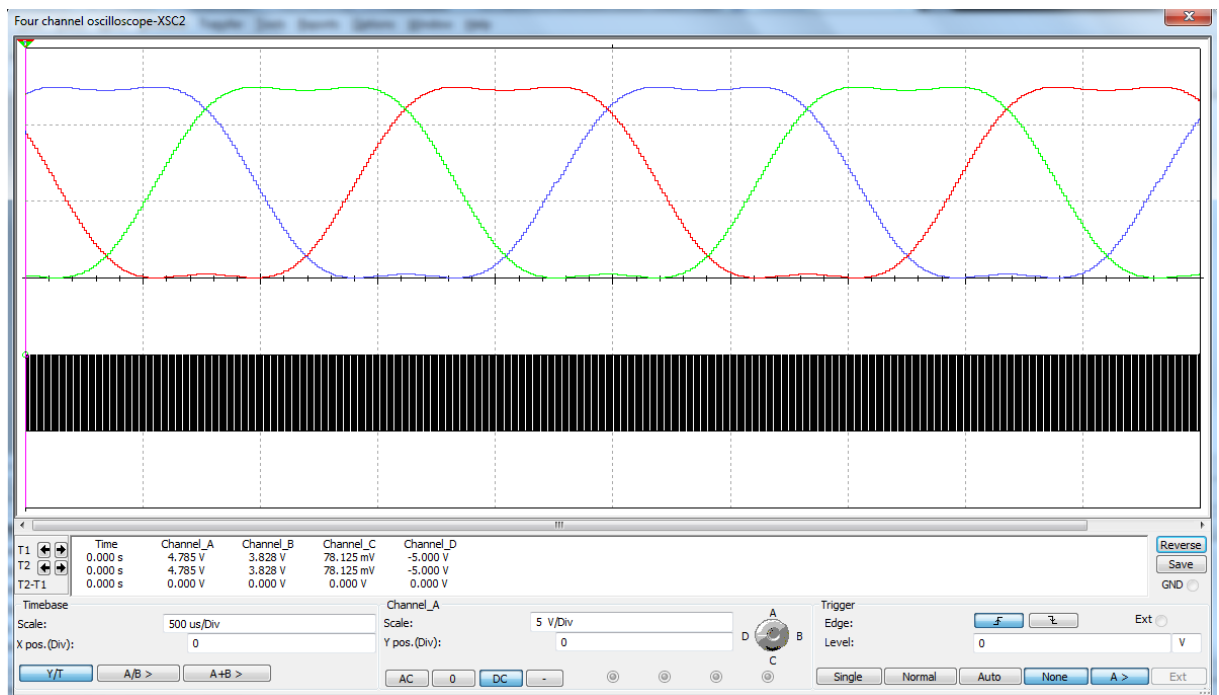 Four channel oscilloscope-XSC2
x
T1
T2
T2-T1
Time Channel_A Channel_B Channel_C Channel_D
0.000 s 4.785 V 3.828 V 78.125 mV -5.000 V
0.000 s 4.785 V 3.828 V 78.125 mV -5.000 V
0.000 s 0.000 V 0.000 V 0.000 V 0.000 V
Reverse
Save
GND
Timebase
Scale: 500 us/Div
X pos.(Div): 0
Y/T A/B > A+B >
Channel_A
Scale: 5 V/Div
Y pos.(Div): 0
AC 0 DC -
A
D B
C
Trigger
Edge: Ext
Level: 0 V
Single Normal Auto None A > Ext